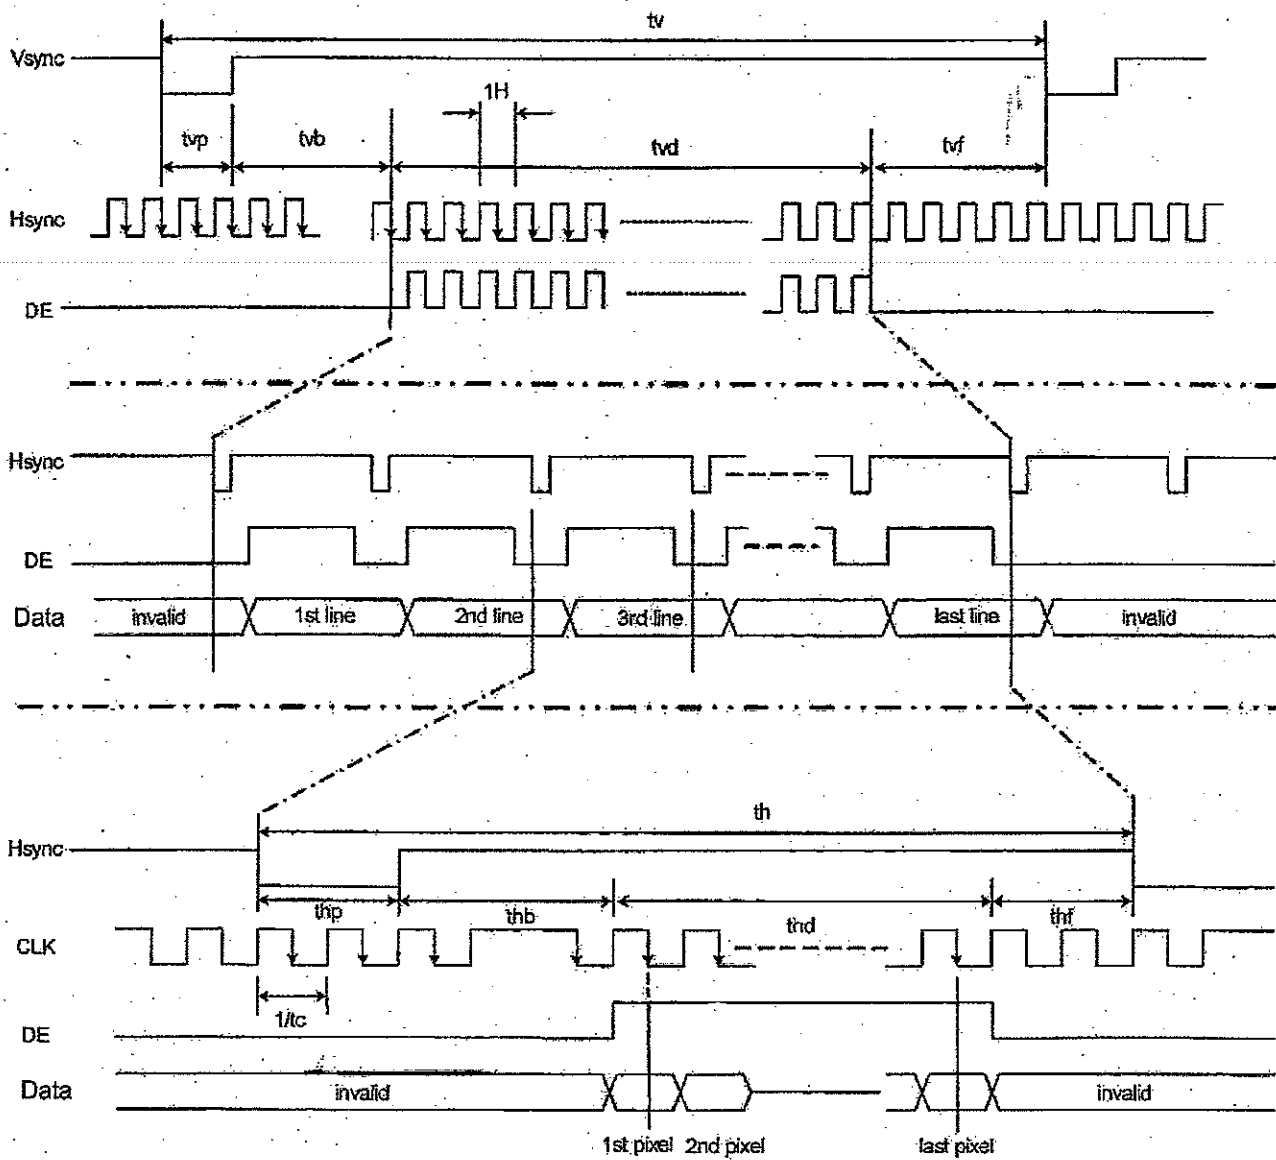 tv
Vsync
1H
tvp
tvb
tvd
tvf
Hsync
DE
Hsync
DE
Data
invalid
1st line
2nd line
3rd line
last line
invalid
th
Hsync
thp
thb
thd
thf
CLK
1/tc
DE
Data
invalid
invalid
1st pixel
2nd pixel
last pixel